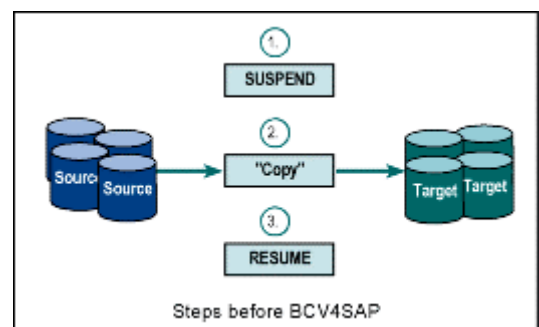 1.
SUSPEND
2.
"Copy"
Source
Source
Target
Target
3.
RESUME
Steps before BCV4SAP